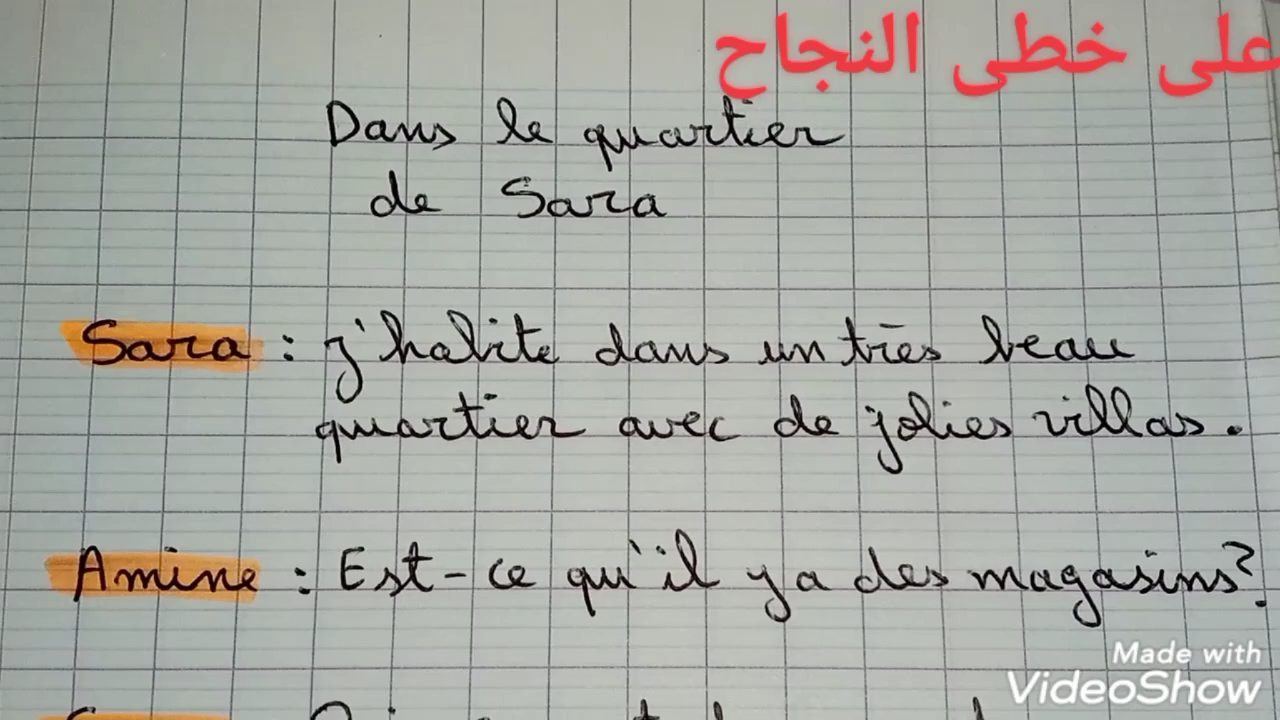 على خطى النجاح
Dans le quartier
de Sara
Sara : j'habite dans un très beau
quartier avec de jolies villas.
Amine : Est-ce qu'il y a des magasins?
Made with
VideoShow